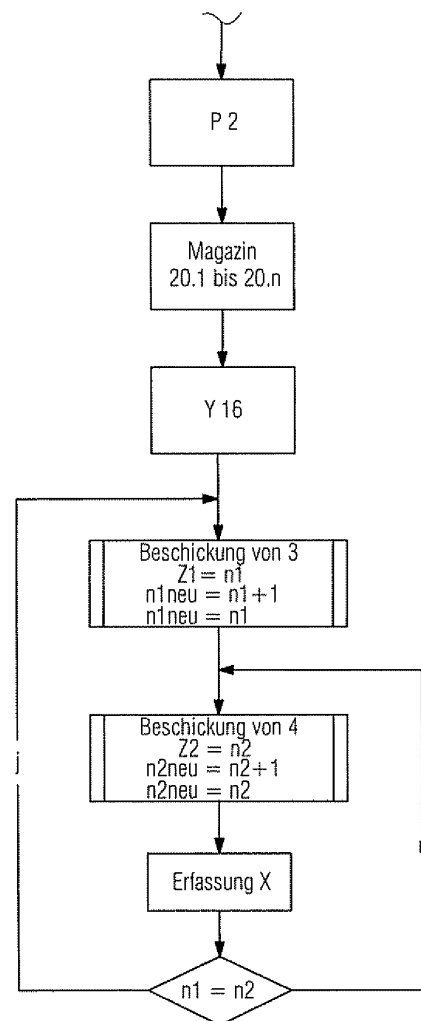 P 2
Magazin
20.1 bis 20.n
Y 16
Beschickung von 3
Z1 = n1
n1neu = n1+1
n1neu = n1
Beschickung von 4
Z2 = n2
n2neu = n2+1
n2neu = n2
j
Erfassung X
n1 = n2